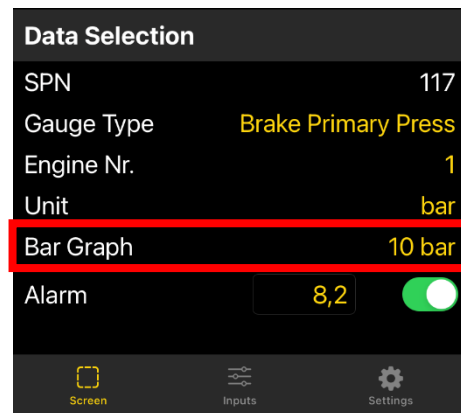 Data Selection
SPN 117
Gauge Type Brake Primary Press
Engine Nr. 1
Unit bar
Bar Graph 10 bar
Alarm 8,2
Screen Inputs Settings